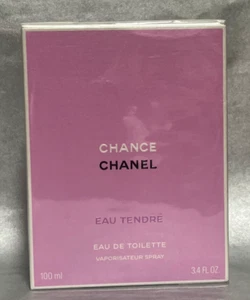 CHANCE
CHANEL
EAU TENDRE
EAU DE TOILETTE
VAPORISATEUR SPRAY
100 ml 3.4 FL. OZ